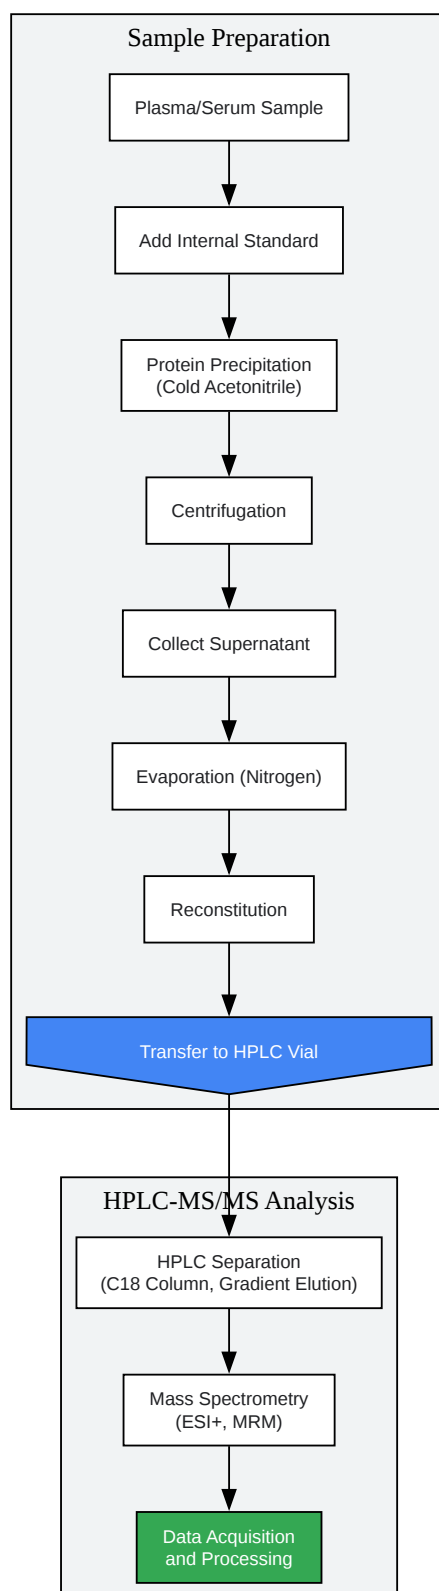 Sample Preparation
Plasma/Serum Sample
Add Internal Standard
Protein Precipitation
(Cold Acetonitrile)
Centrifugation
Collect Supernatant
Evaporation (Nitrogen)
Reconstitution
Transfer to HPLC Vial
HPLC-MS/MS Analysis
HPLC Separation
(C18 Column, Gradient Elution)
Mass Spectrometry
(ESI+, MRM)
Data Acquisition
and Processing